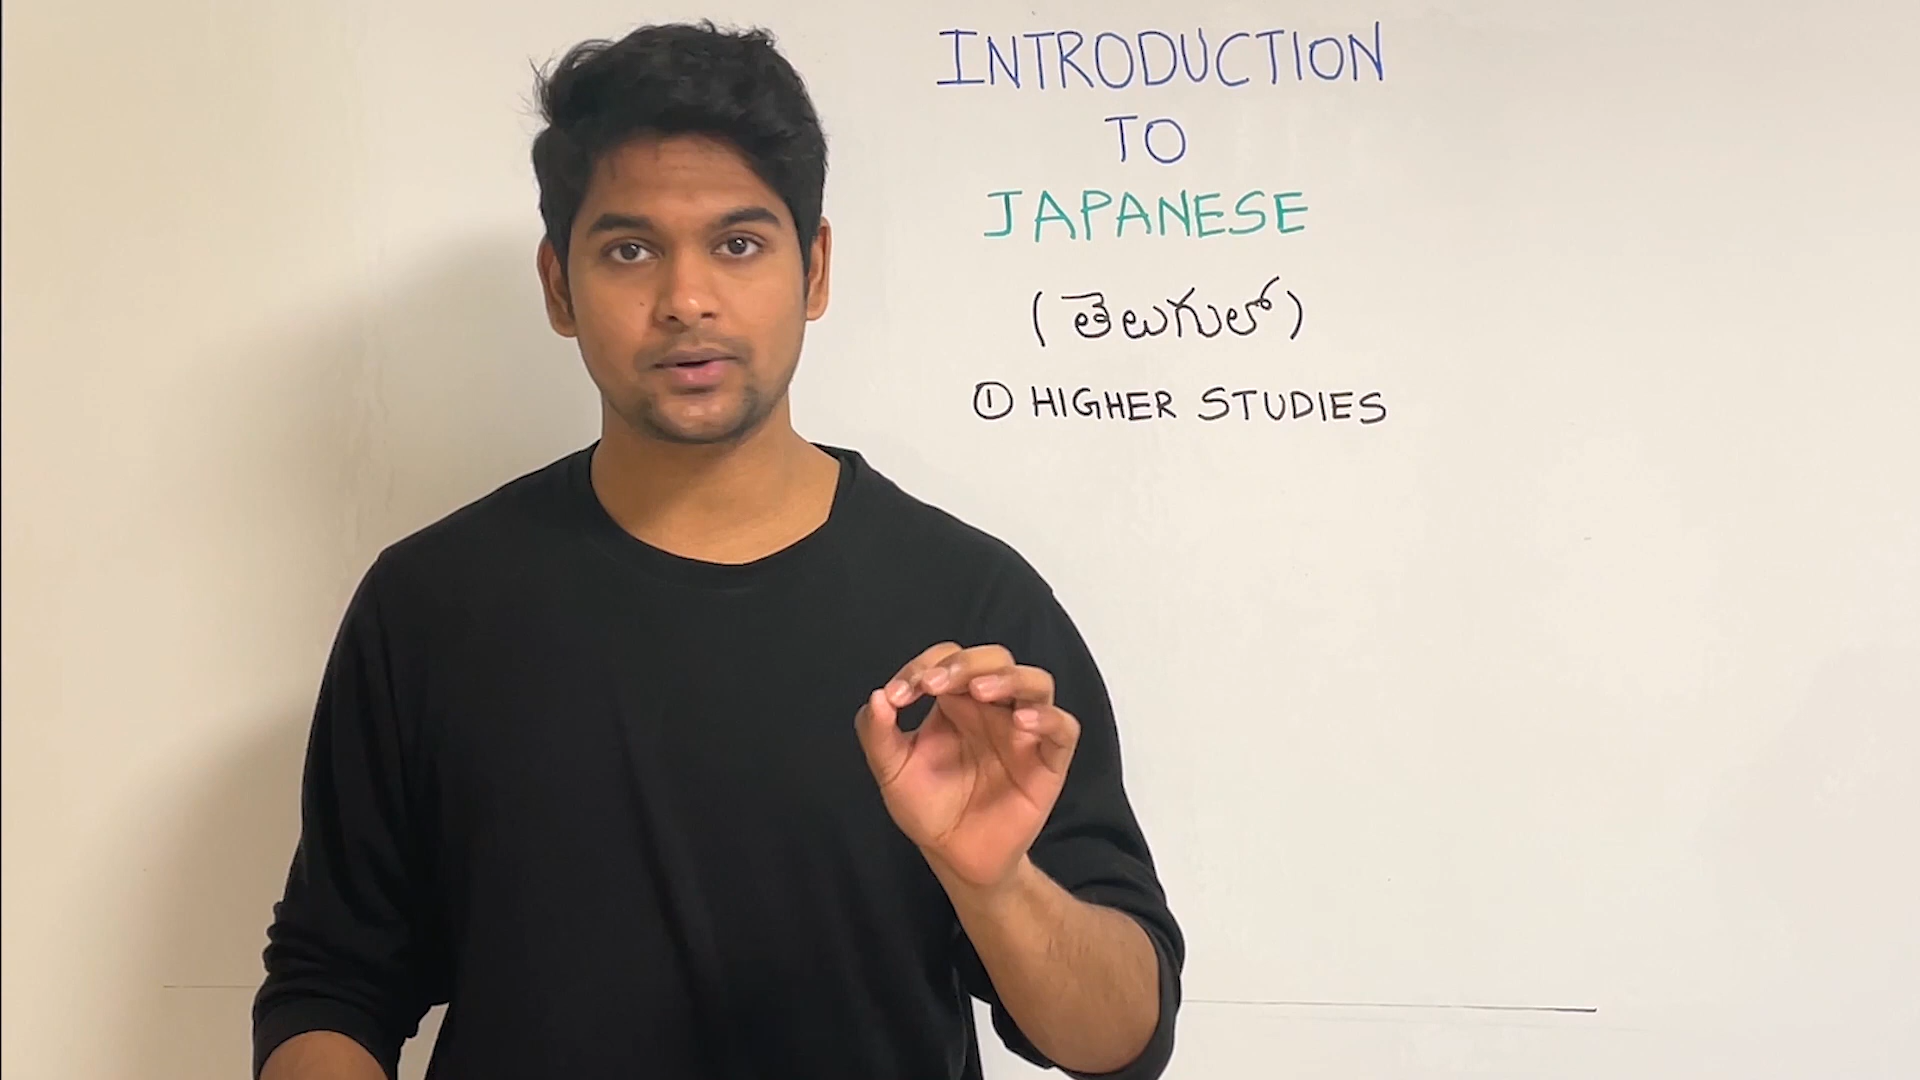 INTRODUCTION
TO
JAPANESE
(తెలుగులో)
① HIGHER STUDIES